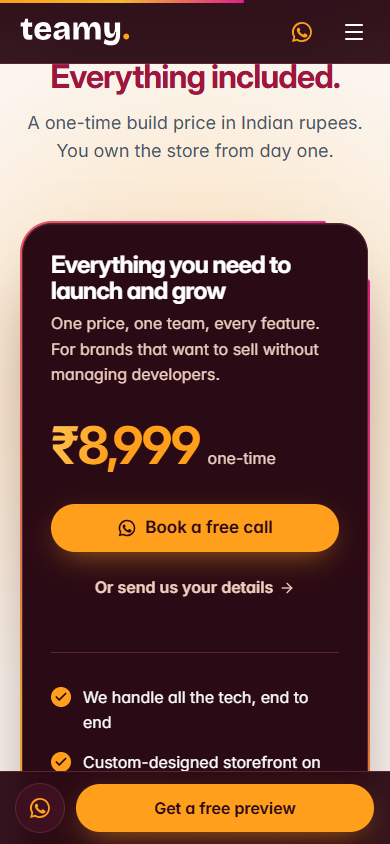 teamy.
Everything included.
A one-time build price in Indian rupees.
You own the store from day one.
Everything you need to
launch and grow
One price, one team, every feature.
For brands that want to sell without
managing developers.
₹8,999 one-time
Book a free call
Or send us your details →
We handle all the tech, end to
end
Custom-designed storefront on
Get a free preview